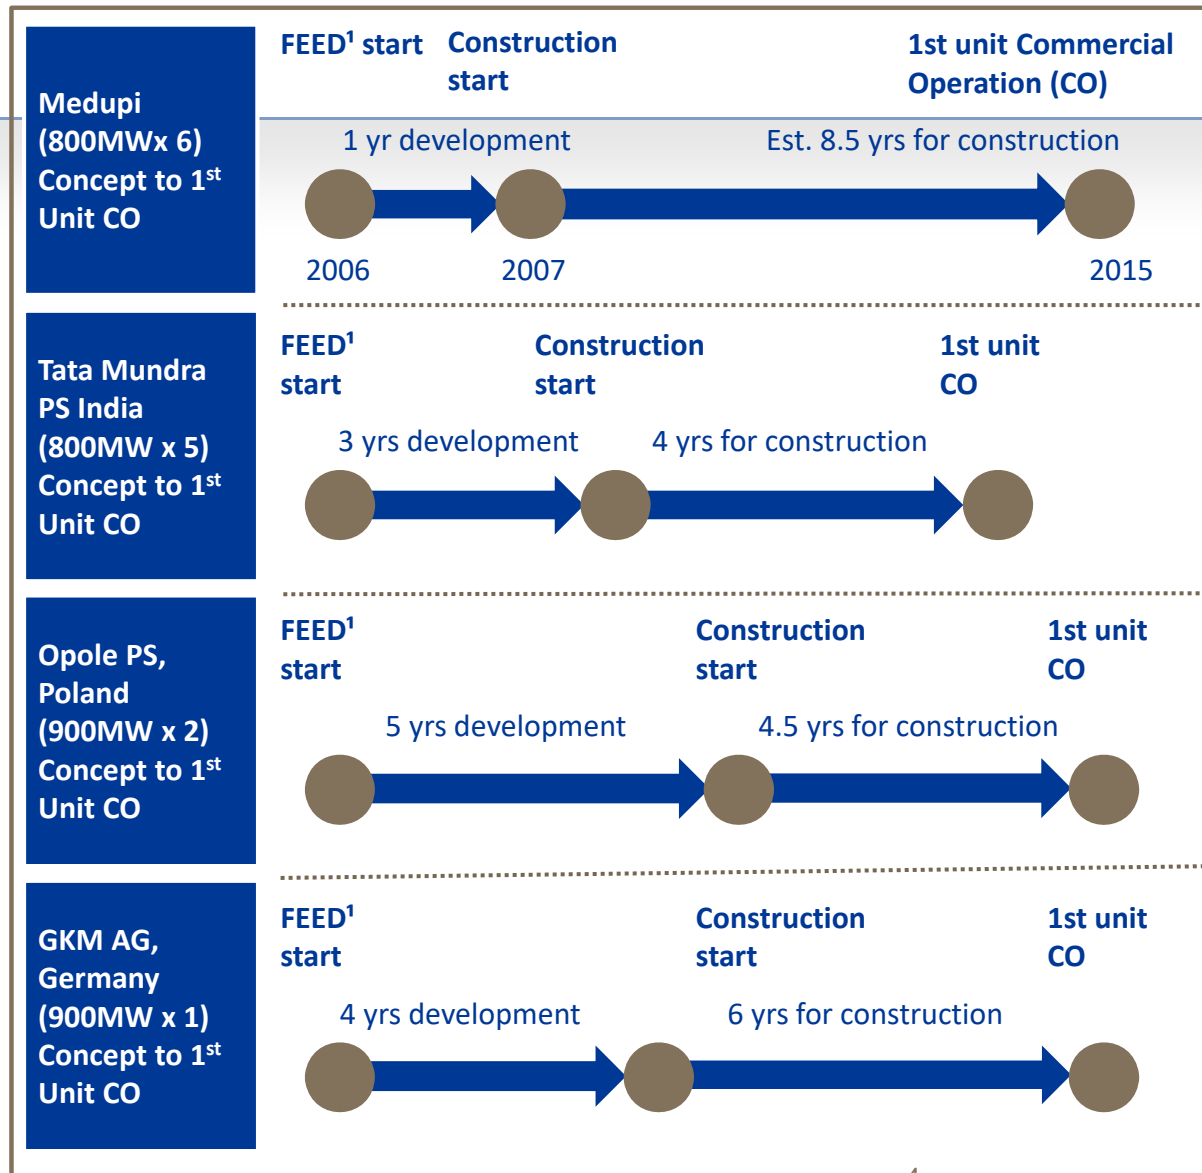 Medupi
(800MWx 6)
Concept to 1st
Unit CO
FEED¹ start
Construction
start
1st unit Commercial
Operation (CO)
1 yr development
Est. 8.5 yrs for construction
2006
2007
2015
Tata Mundra
PS India
(800MW x 5)
Concept to 1st
Unit CO
FEED¹
start
Construction
start
1st unit
CO
3 yrs development
4 yrs for construction
Opole PS,
Poland
(900MW x 2)
Concept to 1st
Unit CO
FEED¹
start
Construction
start
1st unit
CO
5 yrs development
4.5 yrs for construction
GKM AG,
Germany
(900MW x 1)
Concept to 1st
Unit CO
FEED¹
start
Construction
start
1st unit
CO
4 yrs development
6 yrs for construction